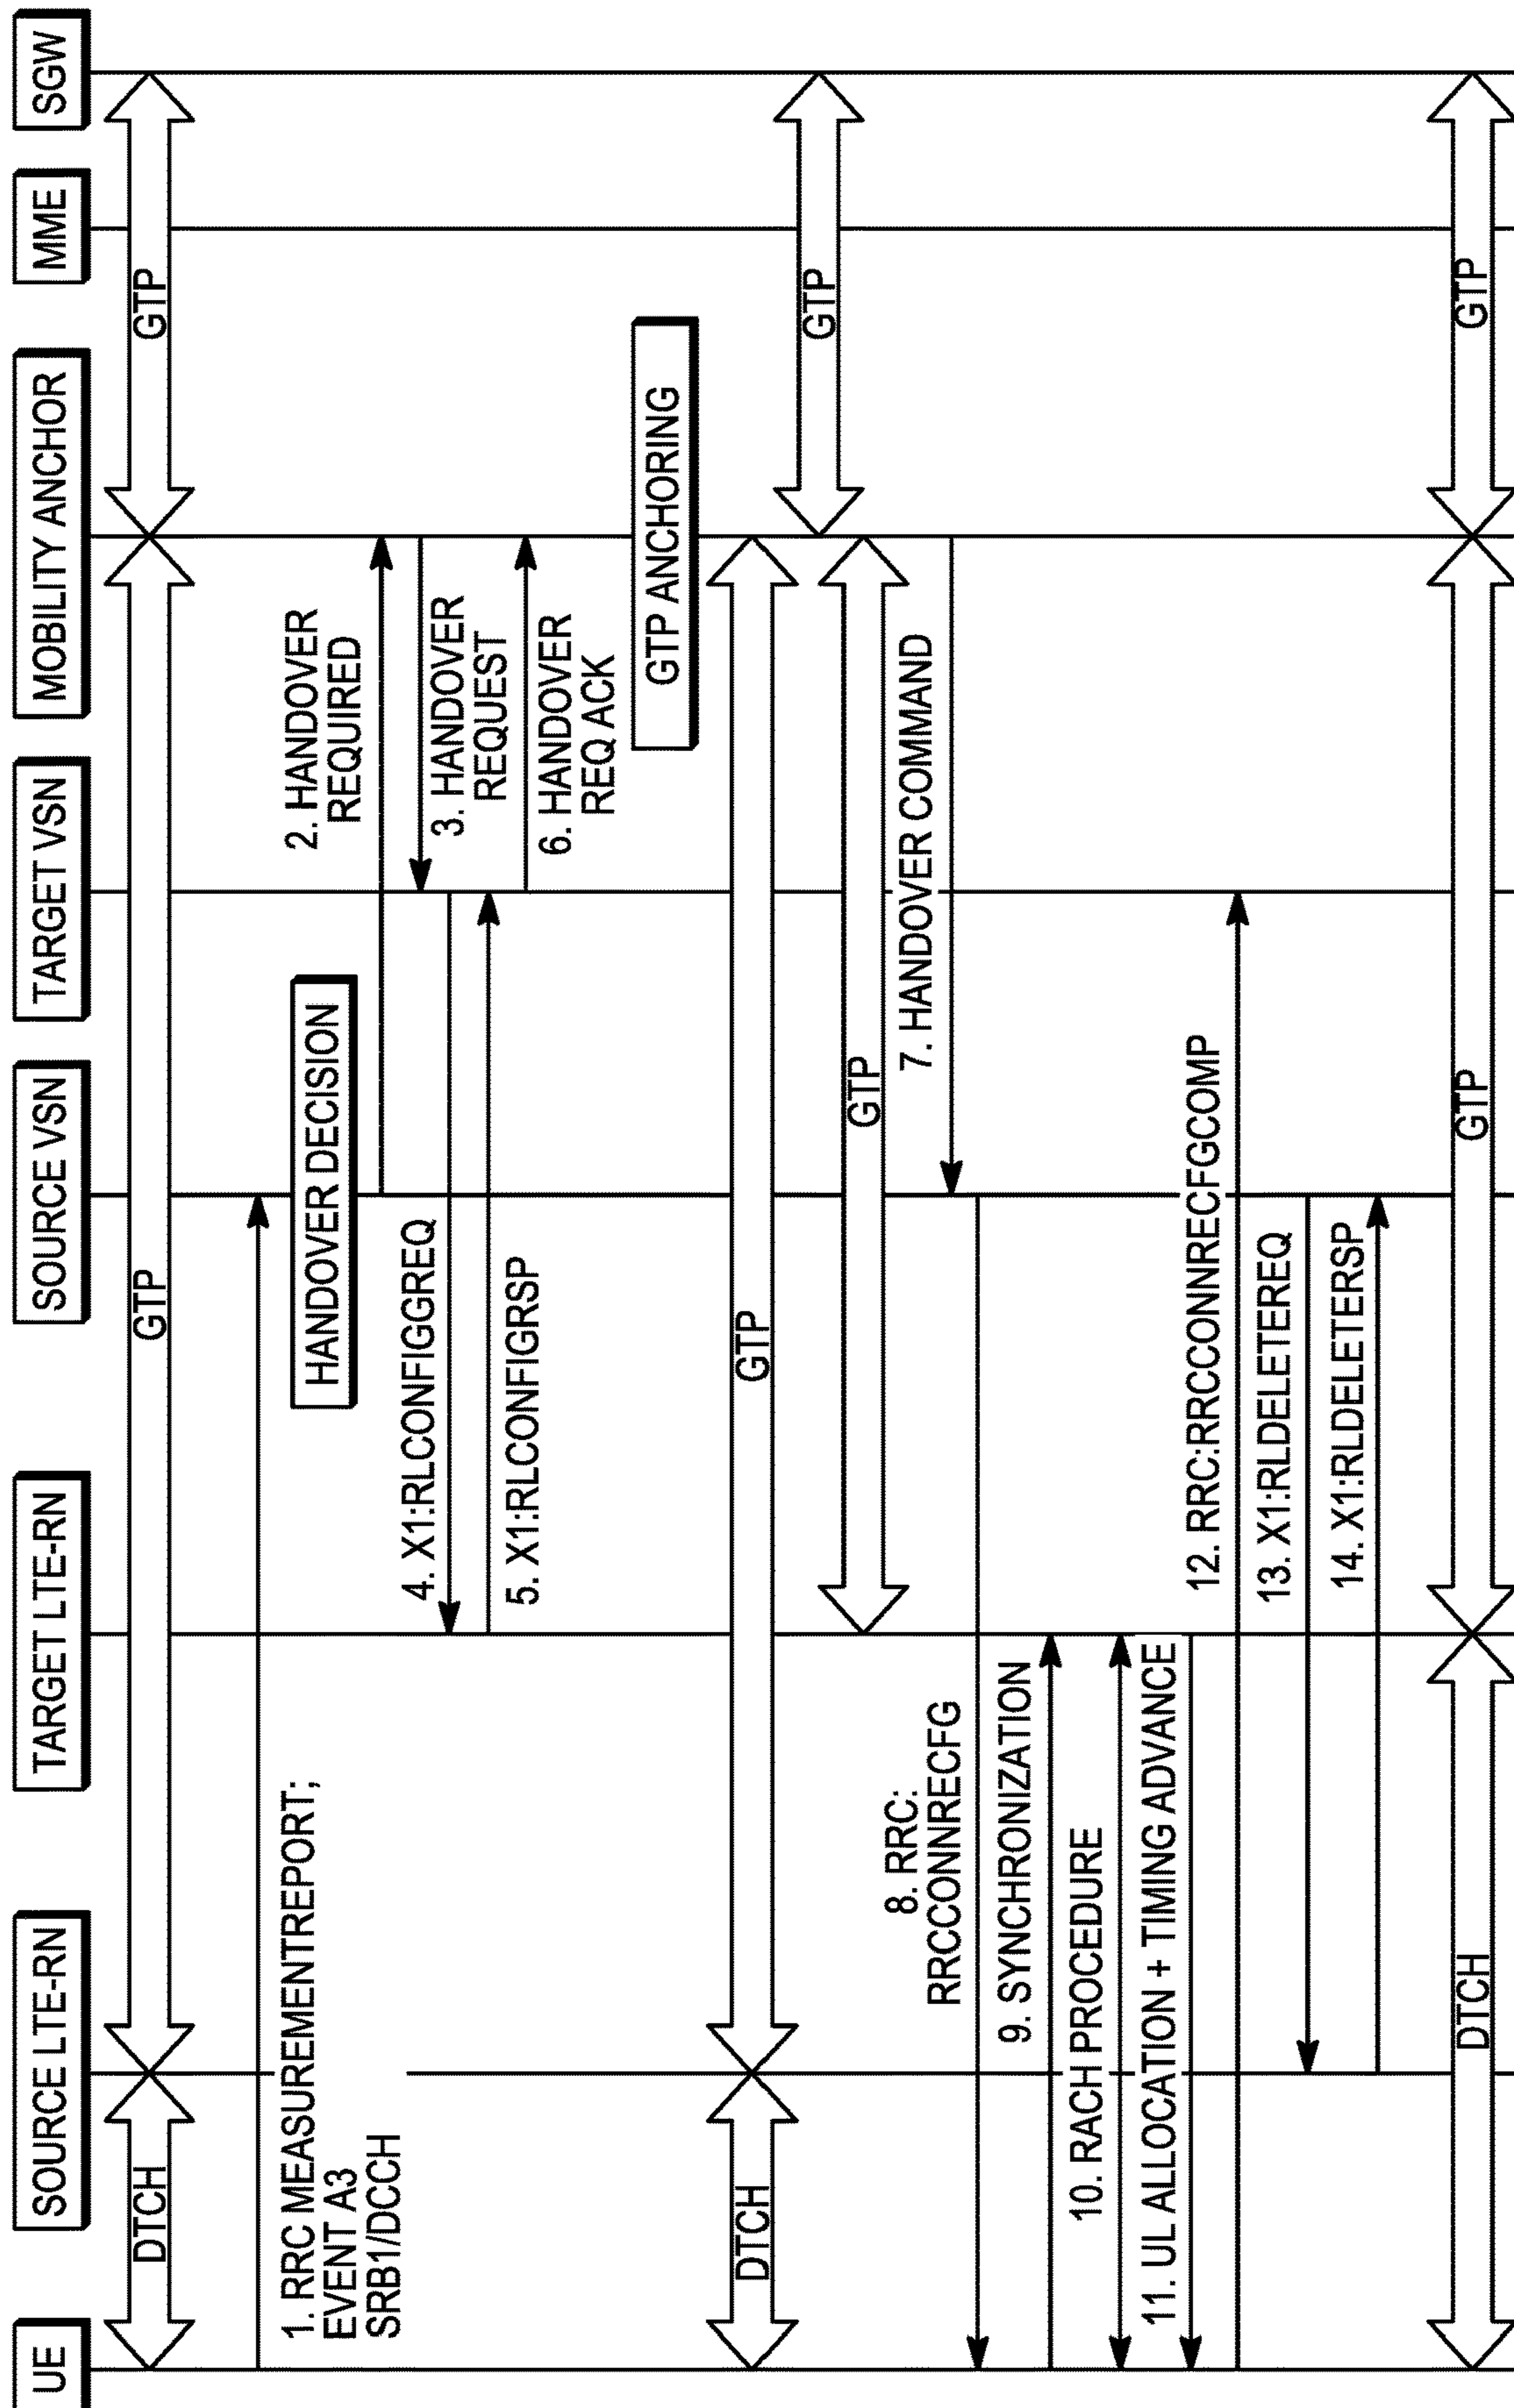 UE
SOURCE LTE-RN
TARGET LTE-RN
SOURCE VSN
TARGET VSN
MOBILITY ANCHOR
MME
SGW
DTCH
GTP
GTP
1. RRC MEASUREMENTREPORT;
EVENT A3
SRB1/DCCH
HANDOVER DECISION
2. HANDOVER
REQUIRED
3. HANDOVER
REQUEST
4. X1:RLCONFIGGREQ
5. X1:RLCONFIGRSP
6. HANDOVER
REQ ACK
GTP ANCHORING
DTCH
GTP
GTP
GTP
7. HANDOVER COMMAND
8. RRC:
RRCCONNRECFG
9. SYNCHRONIZATION
10. RACH PROCEDURE
11. UL ALLOCATION + TIMING ADVANCE
12. RRC:RRCCONNRECFGCOMP
13. X1:RLDELETEREQ
14. X1:RLDELETERSP
DTCH
GTP
GTP